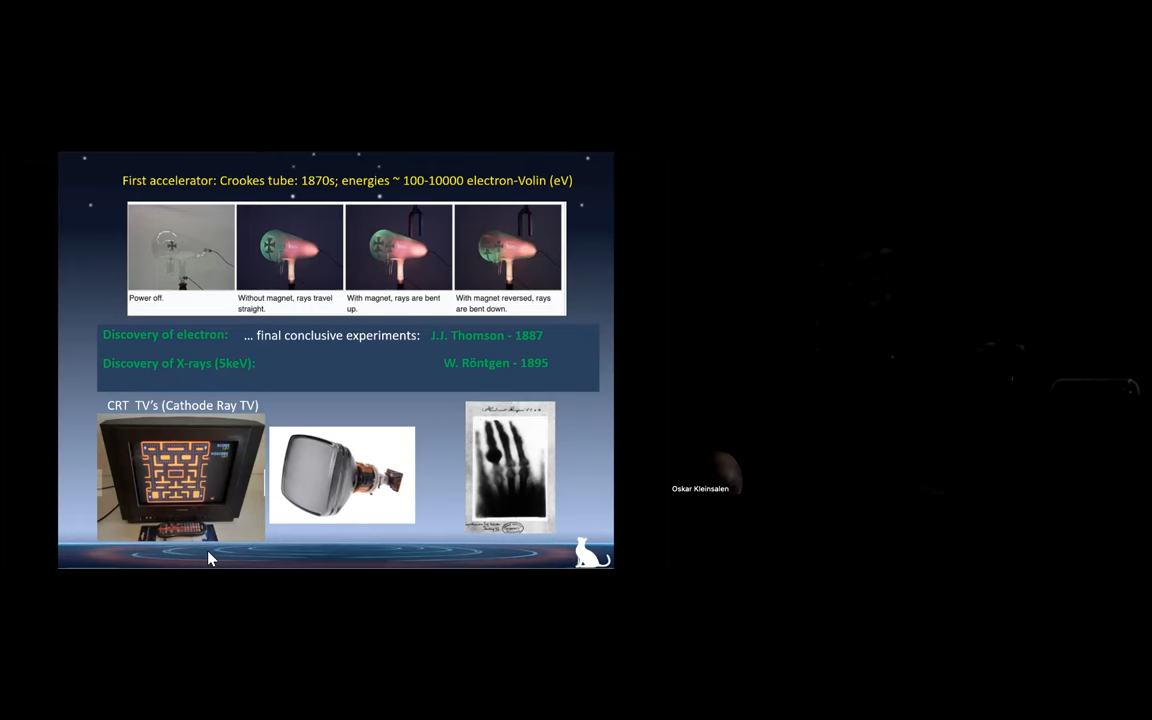 First accelerator: Crookes tube: 1870s; energies ~ 100-10000 electron-Volin (eV)
Power off.
Without magnet, rays travel
straight.
With magnet, rays are bent
up.
With magnet reversed, rays
are bent down.
Discovery of electron: ... final conclusive experiments: J.J. Thomson - 1887
Discovery of X-rays (5keV): W. Röntgen - 1895
CRT TV's (Cathode Ray TV)
Oskar Kleinsalen